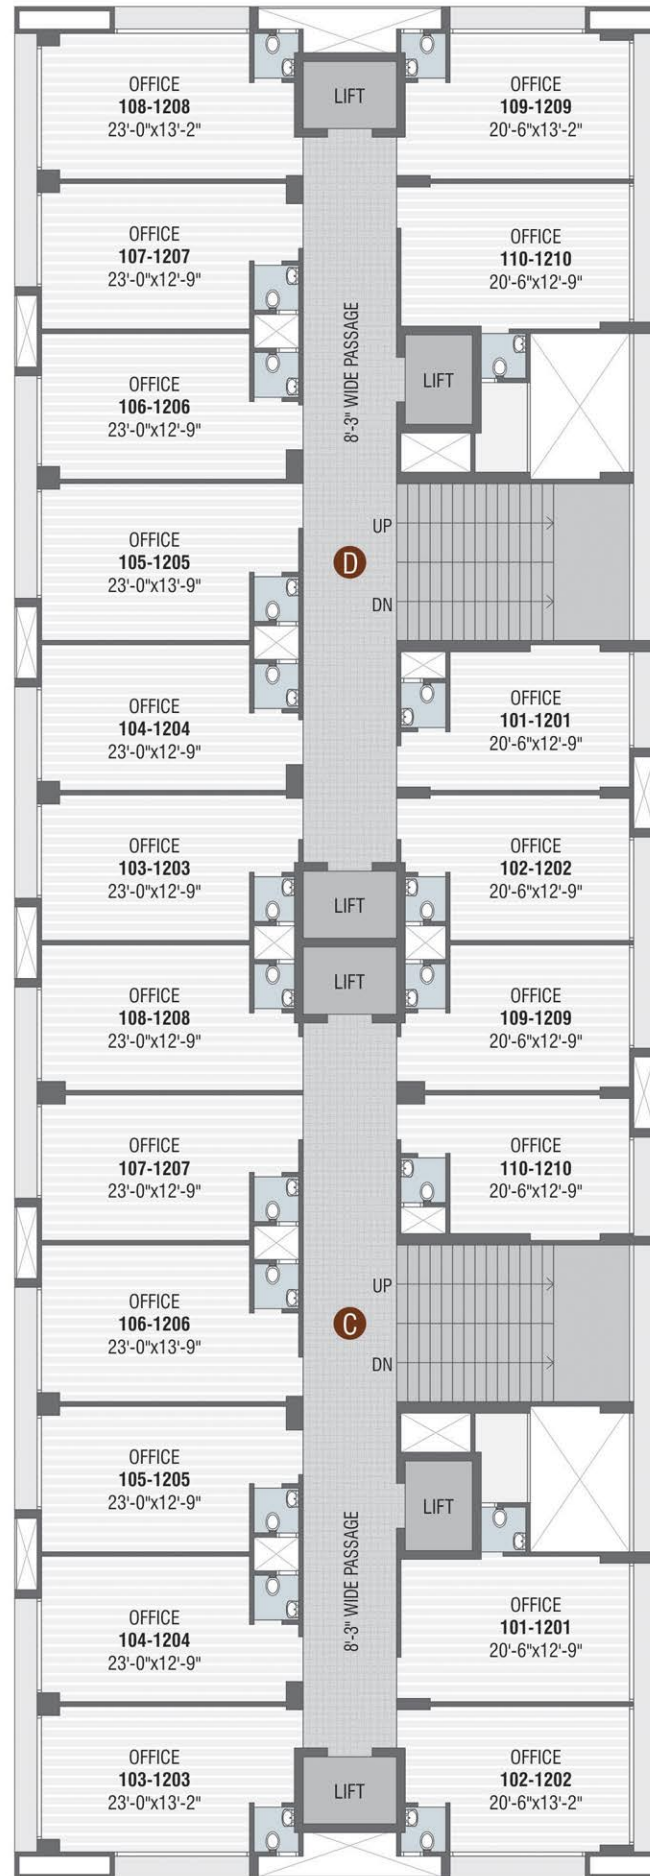 OFFICE
108-1208
23'-0"x13'-2"
LIFT
OFFICE
109-1209
20'-6"x13'-2"
OFFICE
107-1207
23'-0"x12'-9"
OFFICE
110-1210
20'-6"x12'-9"
8'-3" WIDE PASSAGE
OFFICE
106-1206
23'-0"x12'-9"
LIFT
UP
D
DN
OFFICE
105-1205
23'-0"x13'-9"
OFFICE
104-1204
23'-0"x12'-9"
OFFICE
101-1201
20'-6"x12'-9"
OFFICE
103-1203
23'-0"x12'-9"
OFFICE
102-1202
20'-6"x12'-9"
LIFT
LIFT
OFFICE
108-1208
23'-0"x12'-9"
OFFICE
109-1209
20'-6"x12'-9"
OFFICE
107-1207
23'-0"x12'-9"
OFFICE
110-1210
20'-6"x12'-9"
OFFICE
106-1206
23'-0"x13'-9"
UP
C
DN
OFFICE
105-1205
23'-0"x12'-9"
LIFT
8'-3" WIDE PASSAGE
OFFICE
104-1204
23'-0"x12'-9"
OFFICE
101-1201
20'-6"x12'-9"
OFFICE
103-1203
23'-0"x13'-2"
LIFT
OFFICE
102-1202
20'-6"x13'-2"